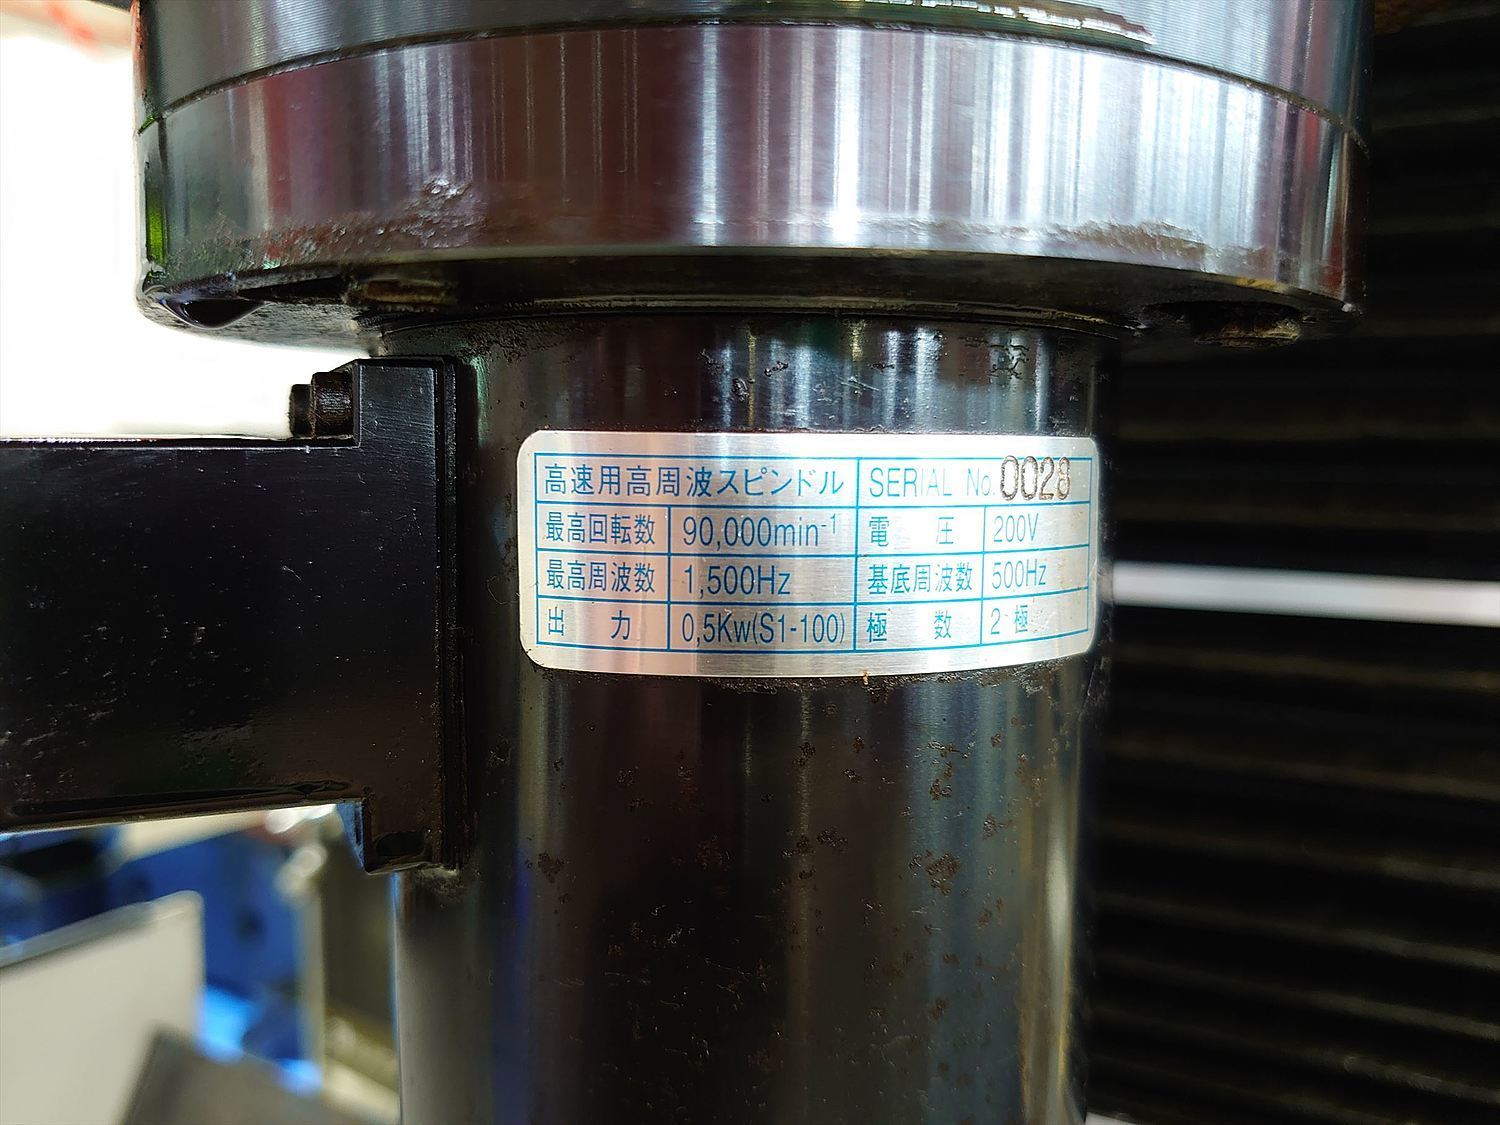 高速用高周波スピンドル SERIAL No. 0028
最高回転数 90,000min⁻¹ 電圧 200V
最高周波数 1,500Hz 基底周波数 500Hz
出力 0,5Kw(S1-100) 極数 2 極